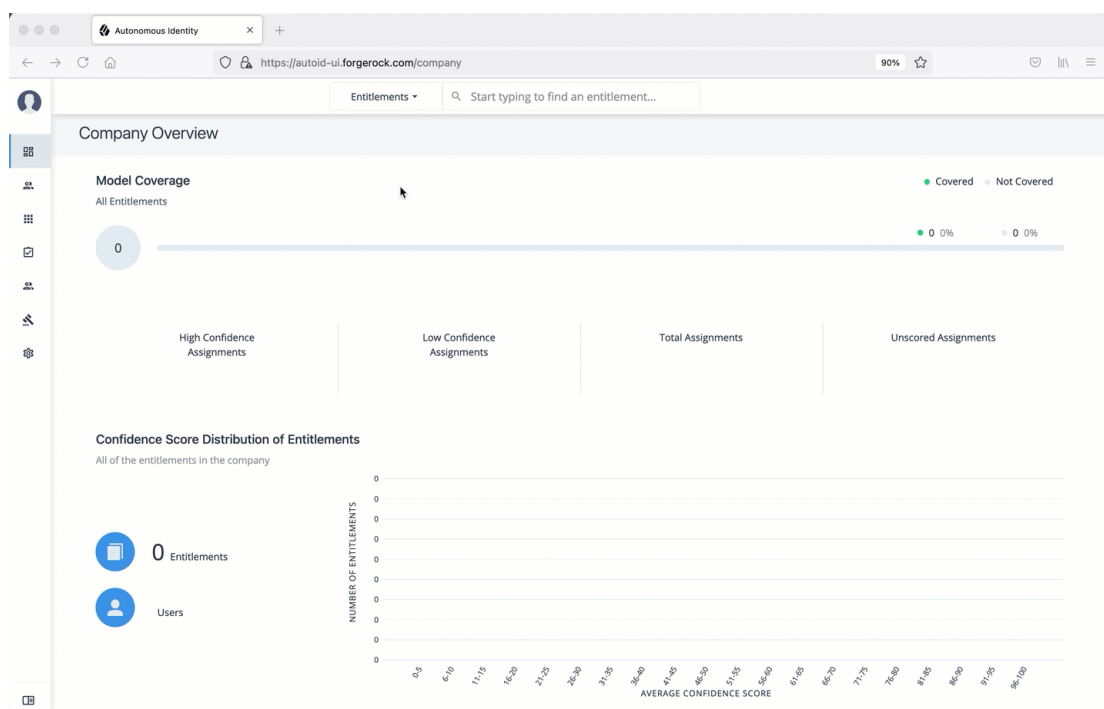 Autonomous Identity
https://autoid-ui.forgerock.com/company
90%
Entitlements
Start typing to find an entitlement...
Company Overview
Model Coverage
All Entitlements
Covered
Not Covered
0
0 0%
0 0%
High Confidence
Assignments
Low Confidence
Assignments
Total Assignments
Unscored Assignments
Confidence Score Distribution of Entitlements
All of the entitlements in the company
0 Entitlements
Users
NUMBER OF ENTITLEMENTS
0
0
0
0
0
0
0
0
0
0
0-5
6-10
11-15
16-20
21-25
26-30
31-35
36-40
41-45
46-50
51-55
56-60
61-65
66-70
71-75
76-80
81-85
86-90
91-95
96-100
AVERAGE CONFIDENCE SCORE